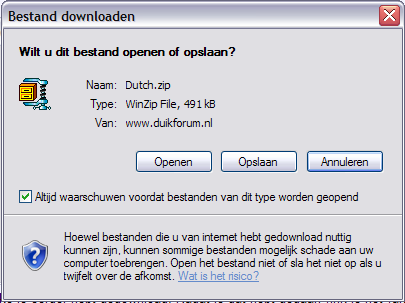 Bestand downloaden
Wilt u dit bestand openen of opslaan?
Naam: Dutch.zip
Type: WinZip File, 491 kB
Van: www.duikforum.nl
Openen Opslaan Annuleren
Altijd waarschuwen voordat bestanden van dit type worden geopend
Hoewel bestanden die u van internet hebt gedownload nuttig
kunnen zijn, kunnen sommige bestanden mogelijk schade aan uw
computer toebrengen. Open het bestand niet of sla het niet op als u
twijfelt over de afkomst. Wat is het risico?